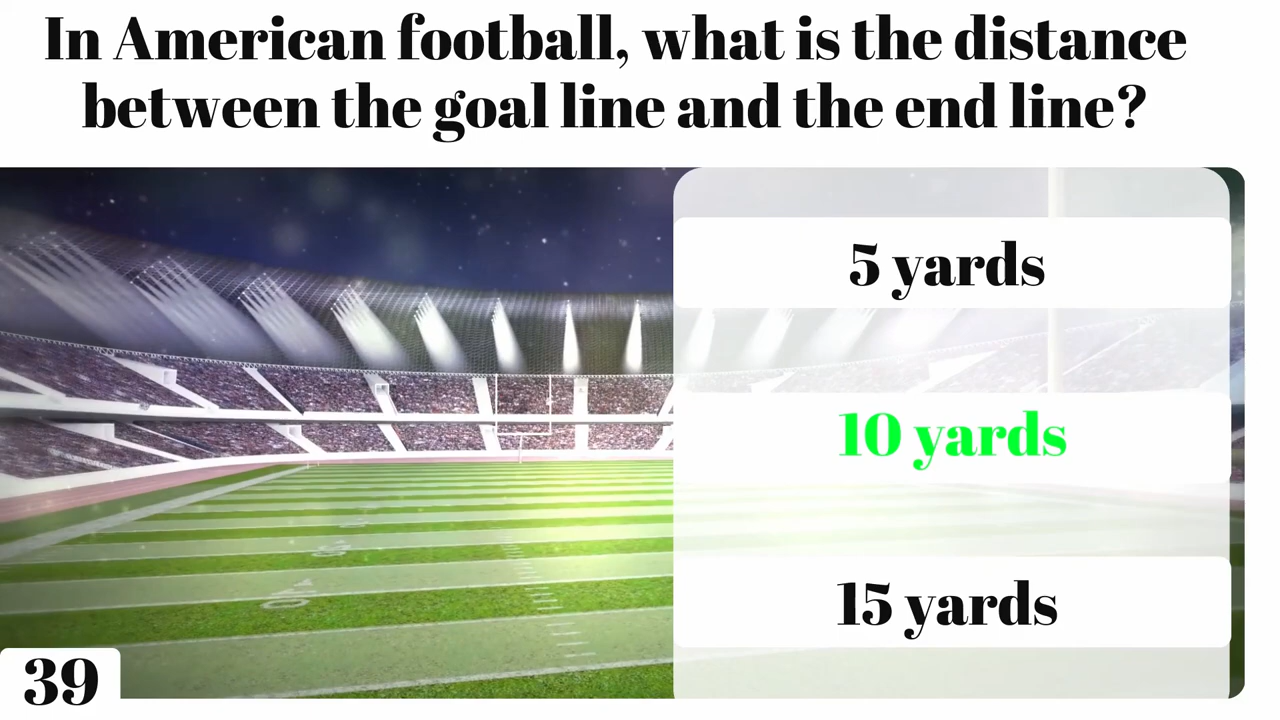 In American football, what is the distance
between the goal line and the end line?
5 yards
10 yards
15 yards
39